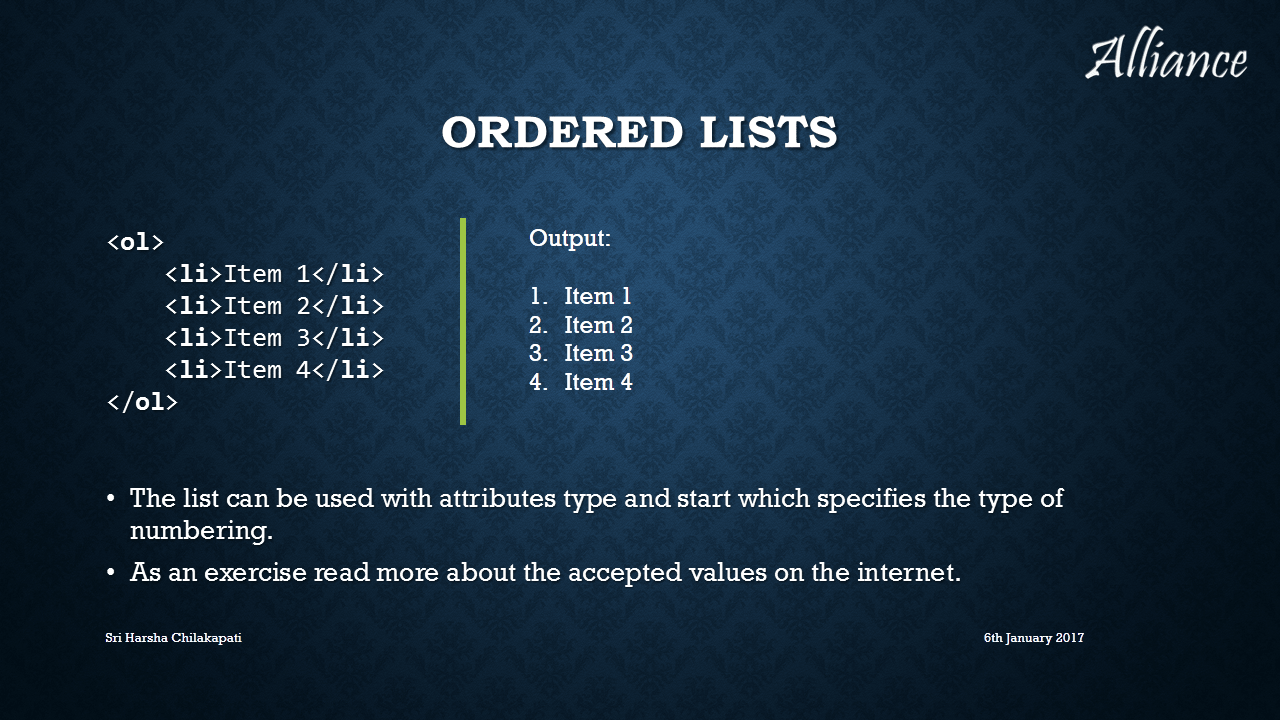 Alliance
ORDERED LISTS
<ol>
    <li>Item 1</li>
    <li>Item 2</li>
    <li>Item 3</li>
    <li>Item 4</li>
</ol>
Output:
1. Item 1
2. Item 2
3. Item 3
4. Item 4
• The list can be used with attributes type and start which specifies the type of
numbering.
• As an exercise read more about the accepted values on the internet.
Sri Harsha Chilakapati
6th January 2017